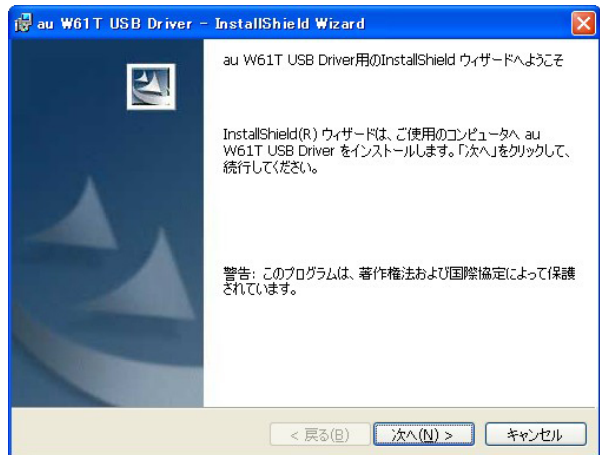 au W61T USB Driver - InstallShield Wizard
au W61T USB Driver用のInstallShield ウィザードへようこそ
InstallShield(R) ウィザードは、ご使用のコンピュータへ au
W61T USB Driver をインストールします。「次へ」をクリックして、
続行してください。
警告: このプログラムは、著作権法および国際協定によって保護
されています。
< 戻る(B)
次へ(N) >
キャンセル